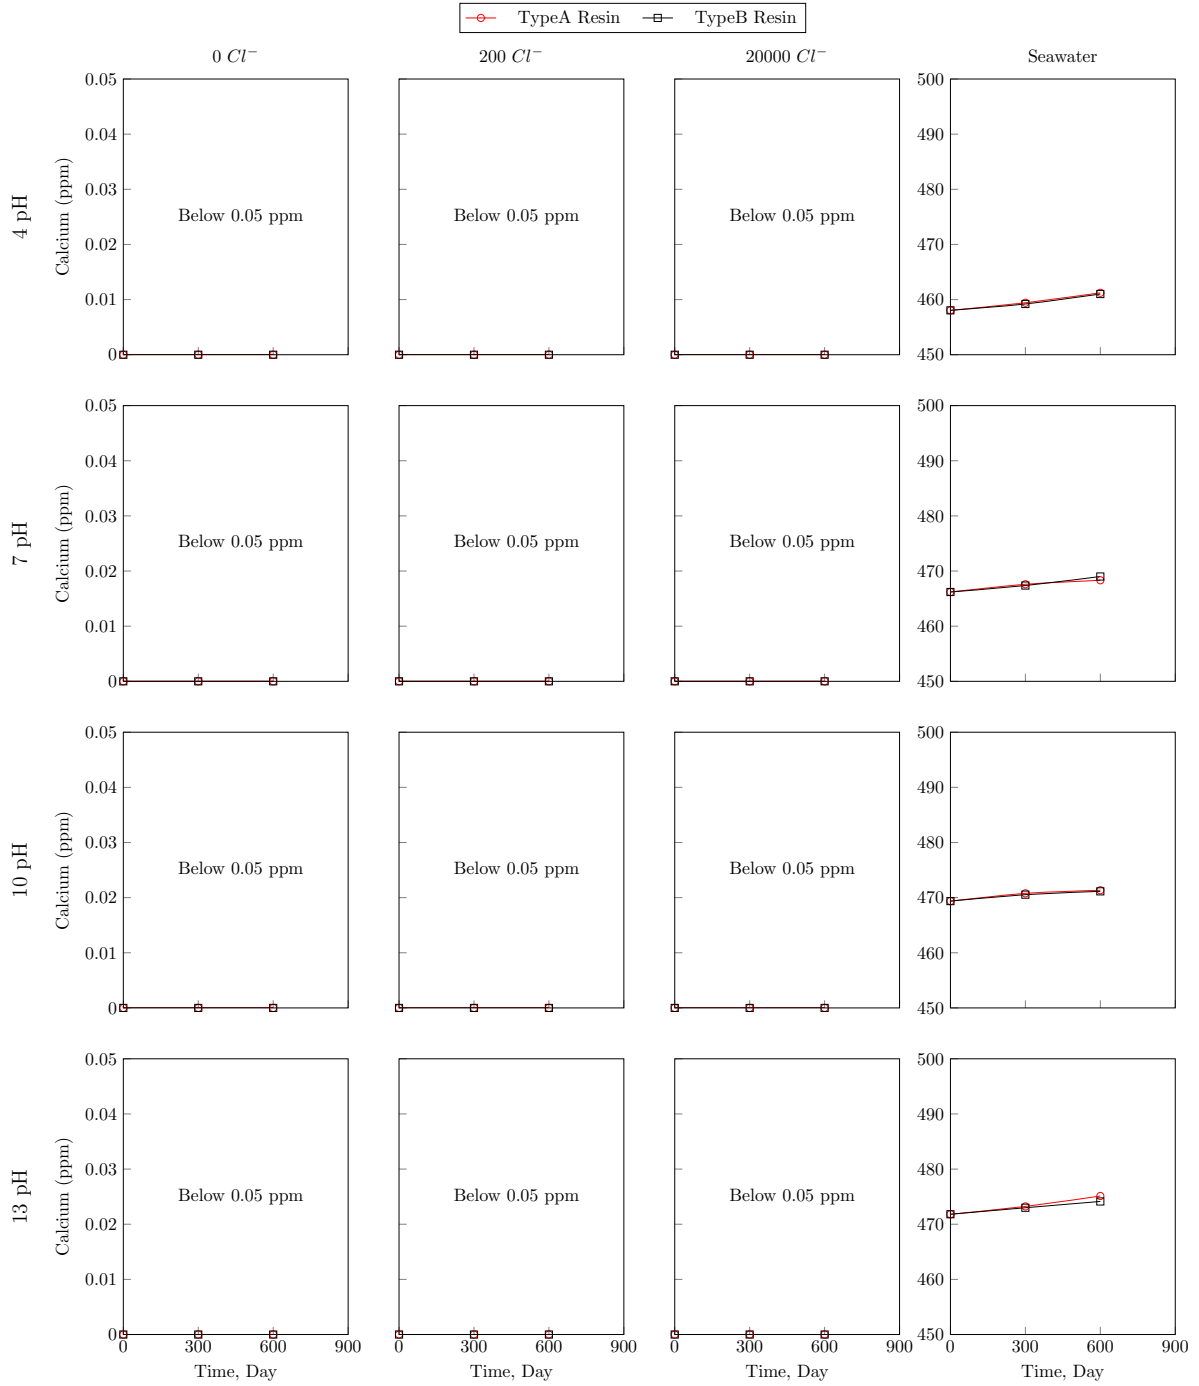 TypeA Resin TypeB Resin
0 Cl⁻ 200 Cl⁻ 20000 Cl⁻ Seawater
4 pH
Calcium (ppm)
0.05 500
0.04 490
0.03 480
Below 0.05 ppm Below 0.05 ppm Below 0.05 ppm
0.02 470
0.01 460
0 450
7 pH
Calcium (ppm)
0.05 500
0.04 490
0.03 480
Below 0.05 ppm Below 0.05 ppm Below 0.05 ppm
0.02 470
0.01 460
0 450
10 pH
Calcium (ppm)
0.05 500
0.04 490
0.03 480
Below 0.05 ppm Below 0.05 ppm Below 0.05 ppm
0.02 470
0.01 460
0 450
13 pH
Calcium (ppm)
0.05 500
0.04 490
0.03 480
Below 0.05 ppm Below 0.05 ppm Below 0.05 ppm
0.02 470
0.01 460
0 450
0 300 600 900 0 300 600 900 0 300 600 900 0 300 600 900
Time, Day Time, Day Time, Day Time, Day